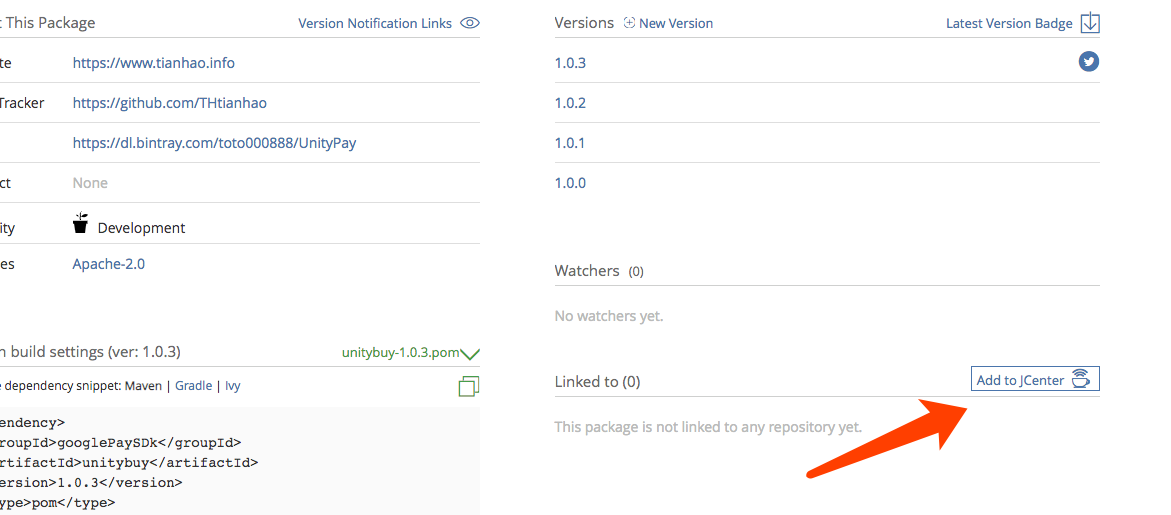 This Package
Version Notification Links
https://www.tianhao.info
Tracker
https://github.com/THtianhao
https://dl.bintray.com/toto000888/UnityPay
None
Development
Apache-2.0
build settings (ver: 1.0.3)
unitybuy-1.0.3.pom
dependency snippet: Maven | Gradle | Ivy
endency>
roupId>googlePaySDk</groupId>
rtifactId>unitybuy</artifactId>
ersion>1.0.3</version>
ype>pom</type>
Versions New Version
Latest Version Badge
1.0.3
1.0.2
1.0.1
1.0.0
Watchers (0)
No watchers yet.
Linked to (0)
Add to JCenter
This package is not linked to any repository yet.